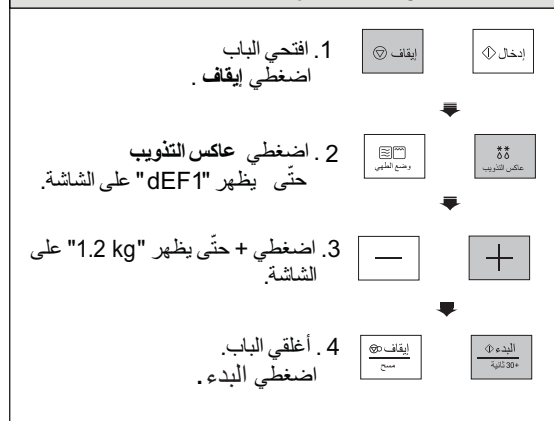 1. افتحي الباب
اضغطي إيقاف .
إيقاف
إدخال
2 . اضغطي عاكس التذويب
حتّى يظهر "dEF1" على الشاشة.
وضع الطهي
عاكس التذويب
3. اضغطي + حتّى يظهر "1.2 kg" على
الشاشة.
—
+
4 . أغلقي الباب.
اضغطي البدء .
إيقاف
مسح
البدء
+30 ثانية